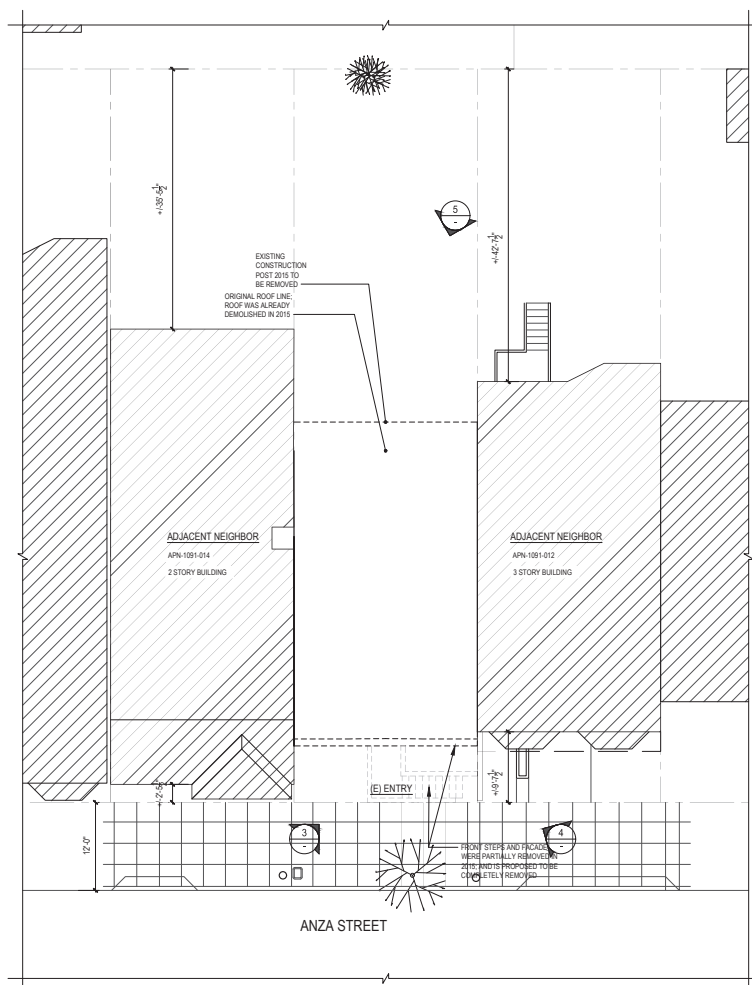 +/-35'-5½"
5
-
+/-42'-7½"
EXISTING
CONSTRUCTION
POST 2015 TO
BE REMOVED
ORIGINAL ROOF LINE;
ROOF WAS ALREADY
DEMOLISHED IN 2015
ADJACENT NEIGHBOR
APN-1091-014
2 STORY BUILDING
ADJACENT NEIGHBOR
APN-1091-012
3 STORY BUILDING
+/-2'-5½"
(E) ENTRY
+/-9'-7½"
12'-0"
3
-
4
-
FRONT STEPS AND FACADE
WERE PARTIALLY REMOVED IN
2015; AND IS PROPOSED TO BE
COMPLETELY REMOVED
ANZA STREET